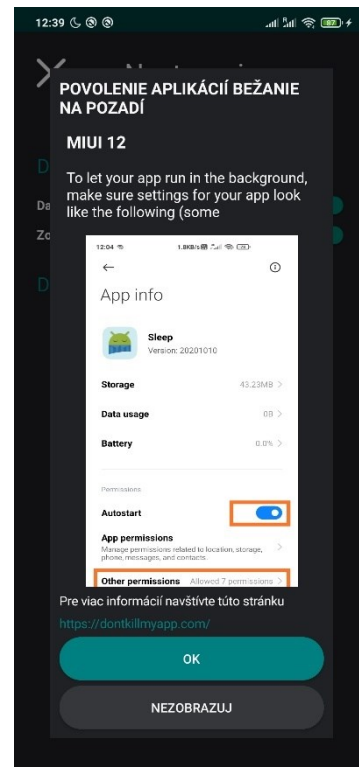 12:39
87
POVOLENIE APLIKÁCIÍ BEŽANIE
NA POZADÍ
MIUI 12
To let your app run in the background,
make sure settings for your app look
like the following (some
12:04
1.8KB/s
App info
Sleep
Version: 20201010
Storage 43.23MB >
Data usage 0B >
Battery 0.0% >
Permissions
Autostart
App permissions
Manage permissions related to location, storage,
phone, messages, and contacts. >
Other permissions Allowed 7 permissions >
Pre viac informácií navštívte túto stránku
https://dontkillmyapp.com/
OK
NEZOBRAZUJ